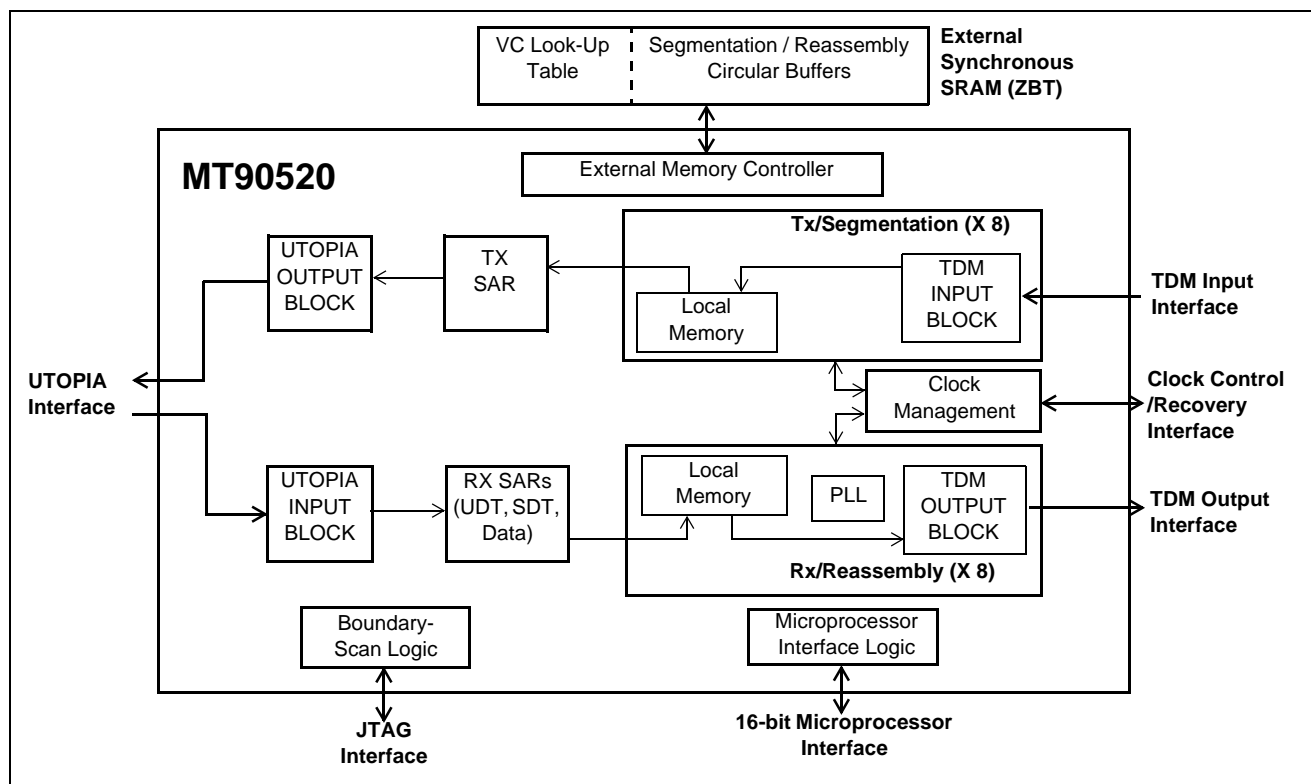 VC Look-Up
Table
Segmentation / Reassembly
Circular Buffers
External
Synchronous
SRAM (ZBT)
MT90520
External Memory Controller
Tx/Segmentation (X 8)
UTOPIA
OUTPUT
BLOCK
TX
SAR
Local
Memory
TDM
INPUT
BLOCK
TDM Input
Interface
UTOPIA
Interface
Clock
Management
Clock Control
/Recovery
Interface
UTOPIA
INPUT
BLOCK
RX SARs
(UDT, SDT,
Data)
Local
Memory
PLL
TDM
OUTPUT
BLOCK
Rx/Reassembly (X 8)
TDM Output
Interface
Boundary-
Scan Logic
Microprocessor
Interface Logic
JTAG
Interface
16-bit Microprocessor
Interface